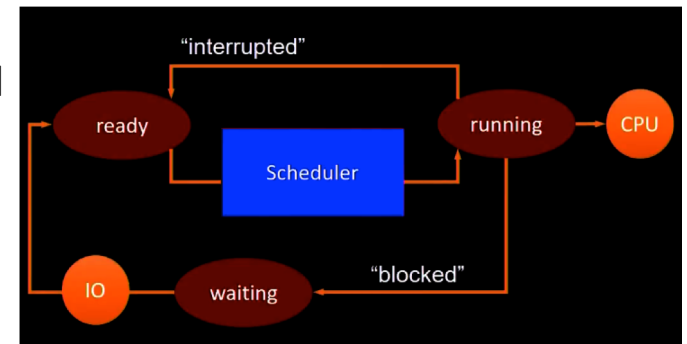 “interrupted”
ready
running
CPU
Scheduler
“blocked”
IO
waiting